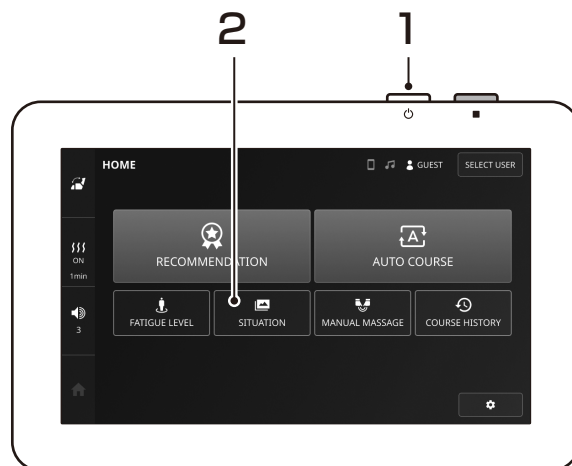 2 1
HOME GUEST SELECT USER
RECOMMENDATION AUTO COURSE
ON
1min
FATIGUE LEVEL SITUATION MANUAL MASSAGE COURSE HISTORY
3